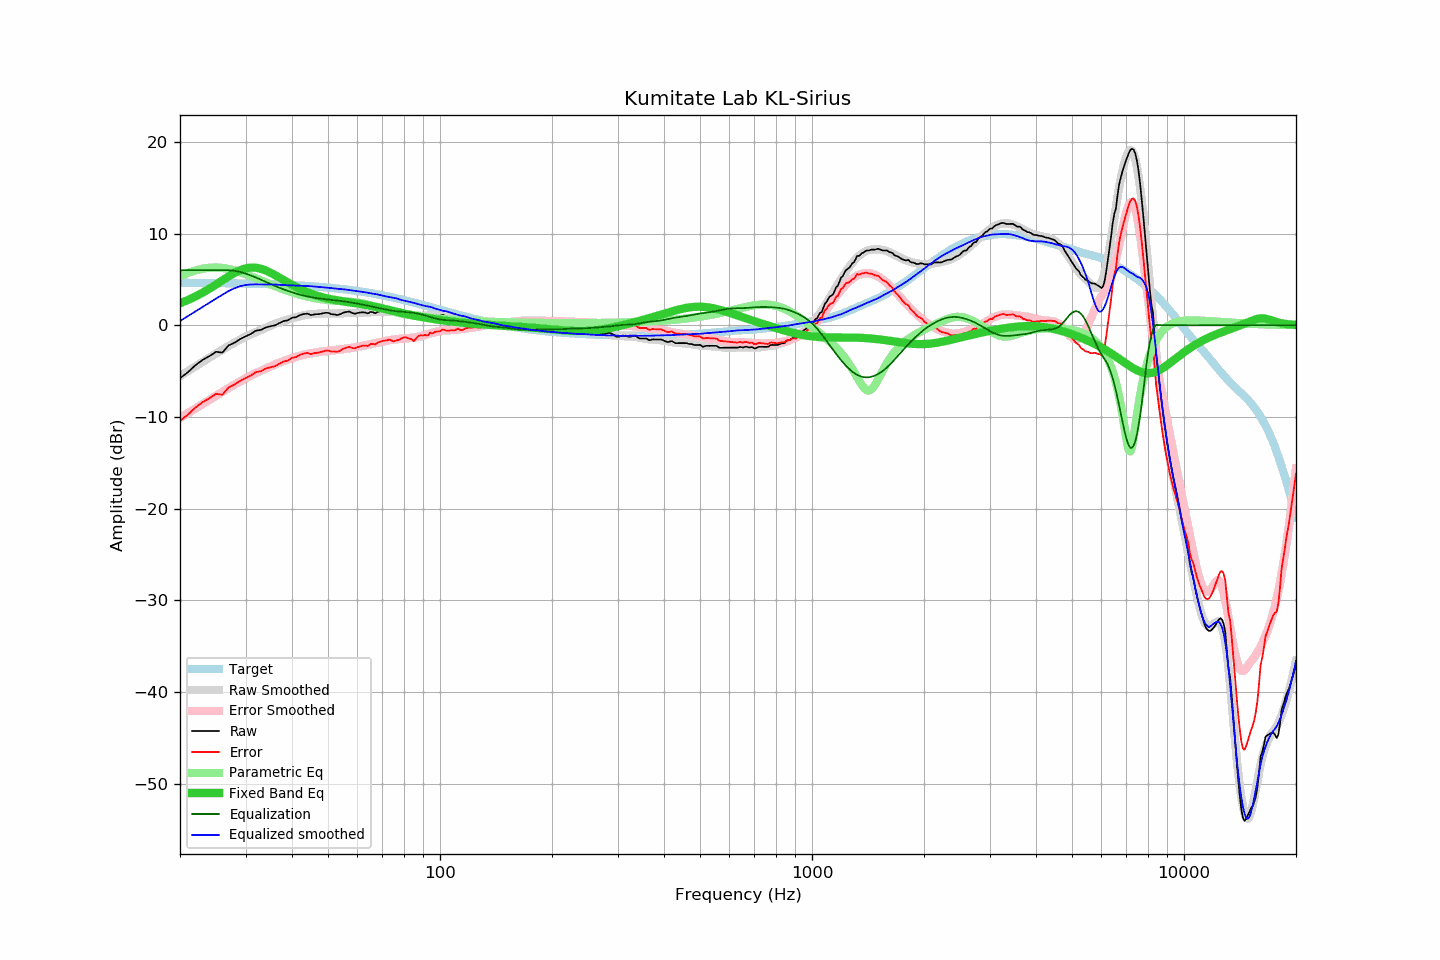 Kumitate Lab KL-Sirius
20
10
0
−10
−20
−30
−40
−50
Amplitude (dBr)
Target
Raw Smoothed
Error Smoothed
Raw
Error
Parametric Eq
Fixed Band Eq
Equalization
Equalized smoothed
100
1000
10000
Frequency (Hz)